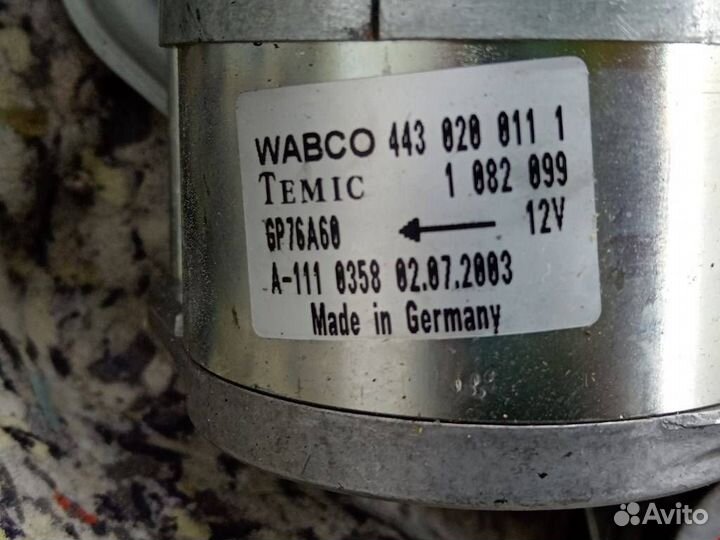 WABCO 443 020 011 1
TEMIC 1 082 099
GP76A60 12V
A-111 0358 02.07.2003
Made in Germany
Avito